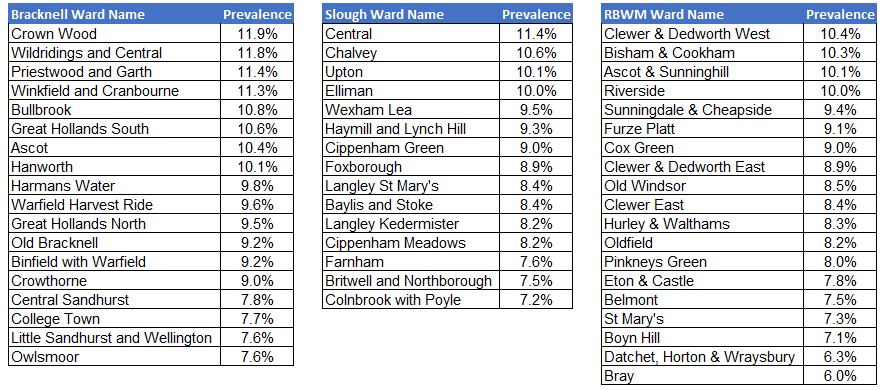 Bracknell Ward Name Prevalence
Crown Wood 11.9%
Wildridings and Central 11.8%
Priestwood and Garth 11.4%
Winkfield and Cranbourne 11.3%
Bullbrook 10.8%
Great Hollands South 10.6%
Ascot 10.4%
Hanworth 10.1%
Harmans Water 9.8%
Warfield Harvest Ride 9.6%
Great Hollands North 9.5%
Old Bracknell 9.2%
Binfield with Warfield 9.2%
Crowthorne 9.0%
Central Sandhurst 7.8%
College Town 7.7%
Little Sandhurst and Wellington 7.6%
Owlsmoor 7.6%
Slough Ward Name Prevalence
Central 11.4%
Chalvey 10.6%
Upton 10.1%
Elliman 10.0%
Wexham Lea 9.5%
Haymill and Lynch Hill 9.3%
Cippenham Green 9.0%
Foxborough 8.9%
Langley St Mary's 8.4%
Baylis and Stoke 8.4%
Langley Kedermister 8.2%
Cippenham Meadows 8.2%
Farnham 7.6%
Britwell and Northborough 7.5%
Colnbrook with Poyle 7.2%
RBWM Ward Name Prevalence
Clewer & Dedworth West 10.4%
Bisham & Cookham 10.3%
Ascot & Sunninghill 10.1%
Riverside 10.0%
Sunningdale & Cheapside 9.4%
Furze Platt 9.1%
Cox Green 9.0%
Clewer & Dedworth East 8.9%
Old Windsor 8.5%
Clewer East 8.4%
Hurley & Walthams 8.3%
Oldfield 8.2%
Pinkneys Green 8.0%
Eton & Castle 7.8%
Belmont 7.5%
St Mary's 7.3%
Boyn Hill 7.1%
Datchet, Horton & Wraysbury 6.3%
Bray 6.0%